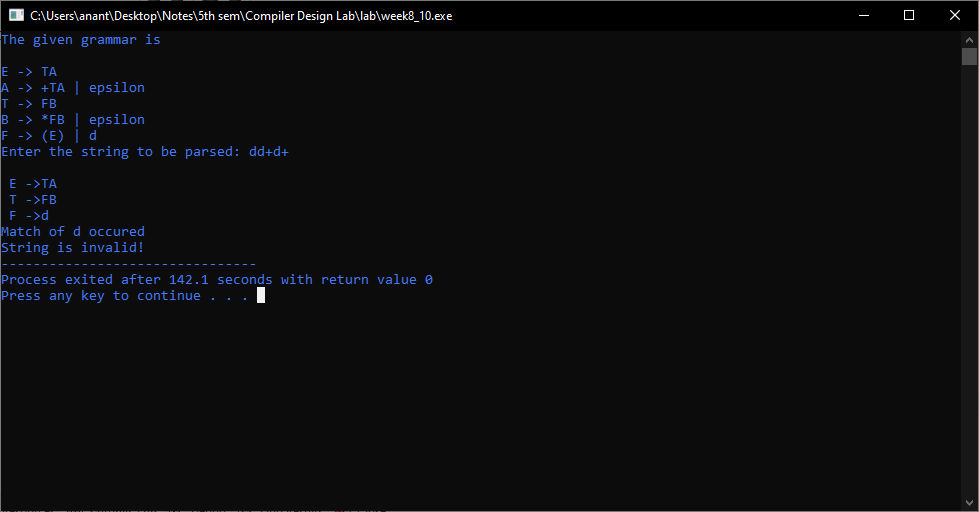 C:\Users\anant\Desktop\Notes\5th sem\Compiler Design Lab\lab\week8_10.exe
The given grammar is
E -> TA
A -> +TA | epsilon
T -> FB
B -> *FB | epsilon
F -> (E) | d
Enter the string to be parsed: dd+d+
E ->TA
T ->FB
F ->d
Match of d occured
String is invalid!
--------------------------------
Process exited after 142.1 seconds with return value 0
Press any key to continue . . .